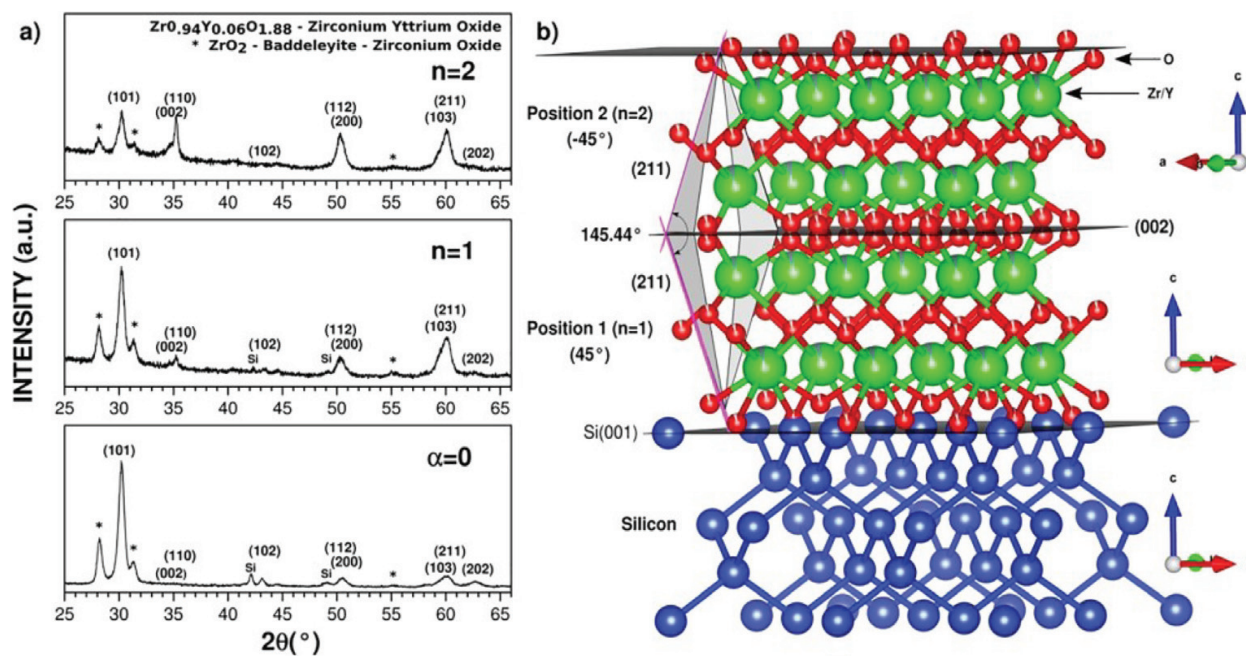 a)
Zr0.94Y0.06O1.88 - Zirconium Yttrium Oxide
* ZrO2 - Baddeleyite - Zirconium Oxide
n=2
(101)
(110)
(002)
(102)
(112)
(200)
(211)
(103)
(202)
* * *
25 30 35 40 45 50 55 60 65
n=1
(101)
(110)
(002)
Si
(102)
Si
(112)
(200)
(211)
(103)
(202)
* * *
25 30 35 40 45 50 55 60 65
α=0
(101)
(110)
(002)
Si
(102)
Si
(112)
(200)
(211)
(103)
(202)
* * *
25 30 35 40 45 50 55 60 65
INTENSITY (a.u.)
2θ(°)
b)
O
Zr/Y
Position 2 (n=2)
(-45°)
(211)
145.44°
(002)
(211)
Position 1 (n=1)
(45°)
Si(001)
Silicon
c
a
c
c